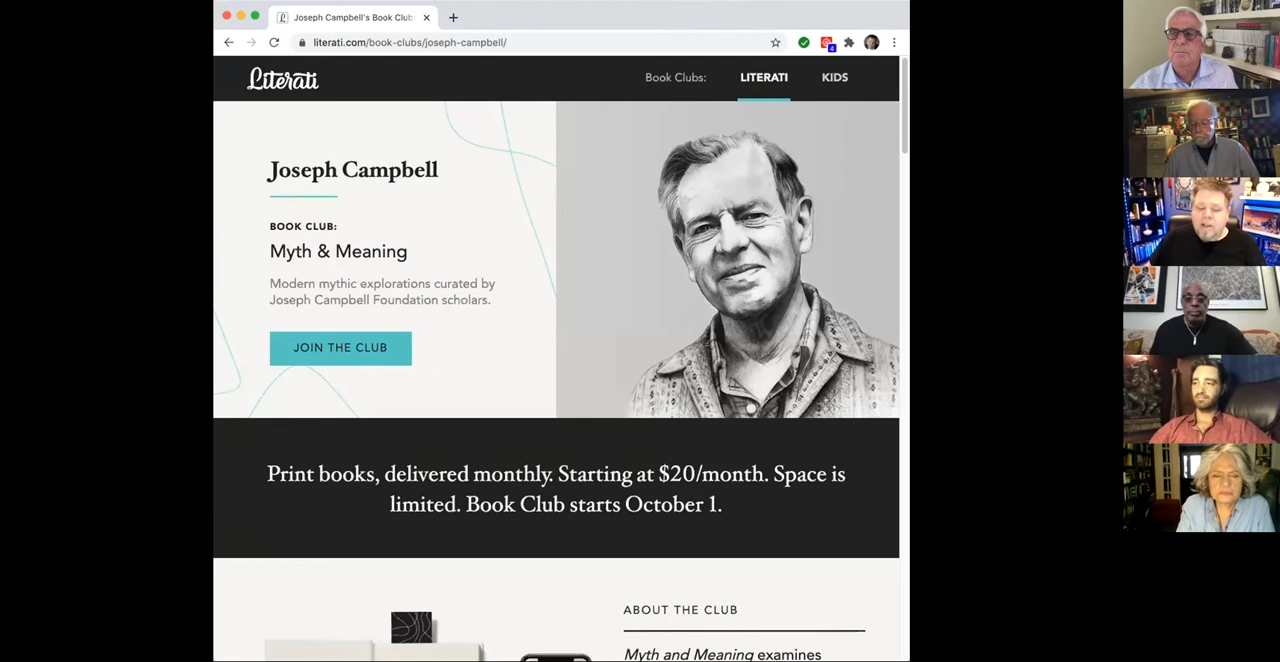 Joseph Campbell's Book Club
literati.com/book-clubs/joseph-campbell/
4
Literati
Book Clubs:
LITERATI
KIDS
Joseph Campbell
BOOK CLUB:
Myth & Meaning
Modern mythic explorations curated by
Joseph Campbell Foundation scholars.
JOIN THE CLUB
Print books, delivered monthly. Starting at $20/month. Space is
limited. Book Club starts October 1.
ABOUT THE CLUB
Myth and Meaning examines